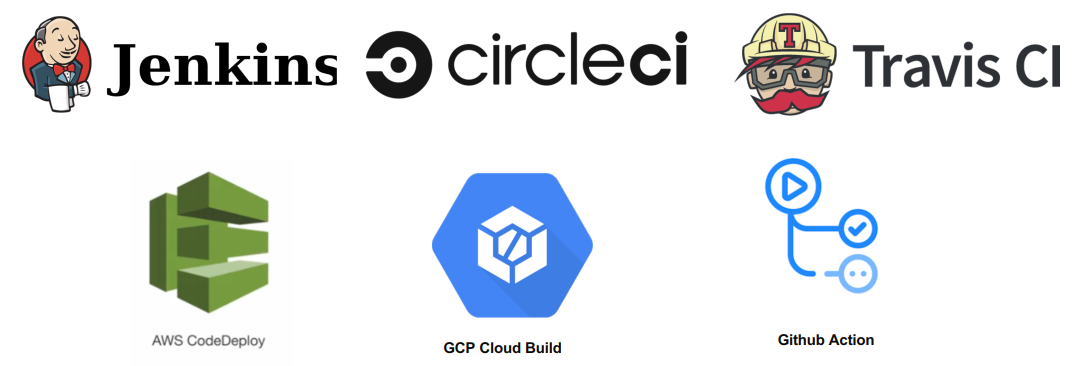 Jenkins
circleci
Travis CI
T
AWS CodeDeploy
GCP Cloud Build
Github Action